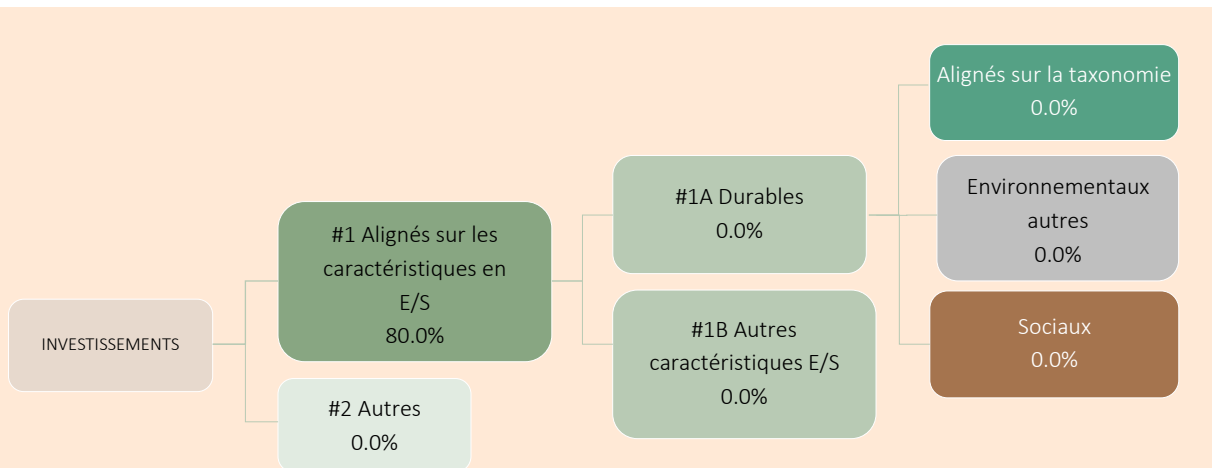 INVESTISSEMENTS
#1 Alignés sur les
caractéristiques en
E/S
80.0%
#2 Autres
0.0%
#1A Durables
0.0%
#1B Autres
caractéristiques E/S
0.0%
Alignés sur la taxonomie
0.0%
Environnementaux
autres
0.0%
Sociaux
0.0%